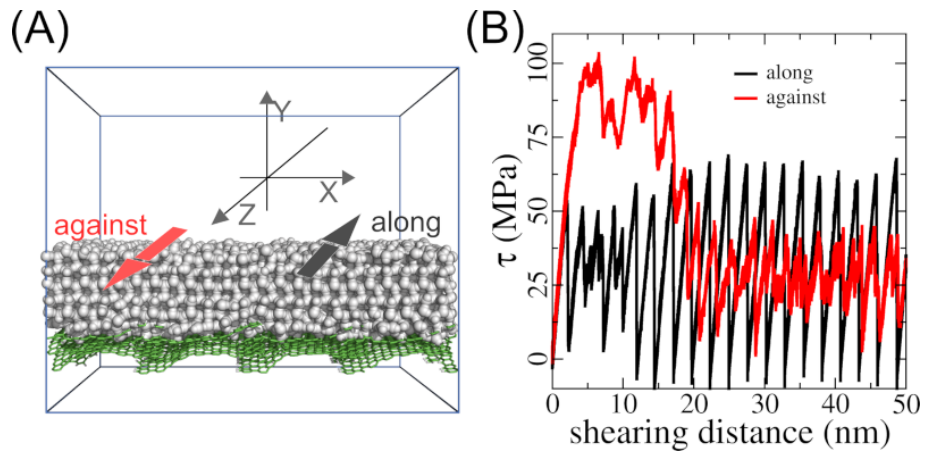 (A)
Y
X
Z
against
along
(B)
τ (MPa)
100
75
50
25
0
along
against
0 10 20 30 40 50
shearing distance (nm)